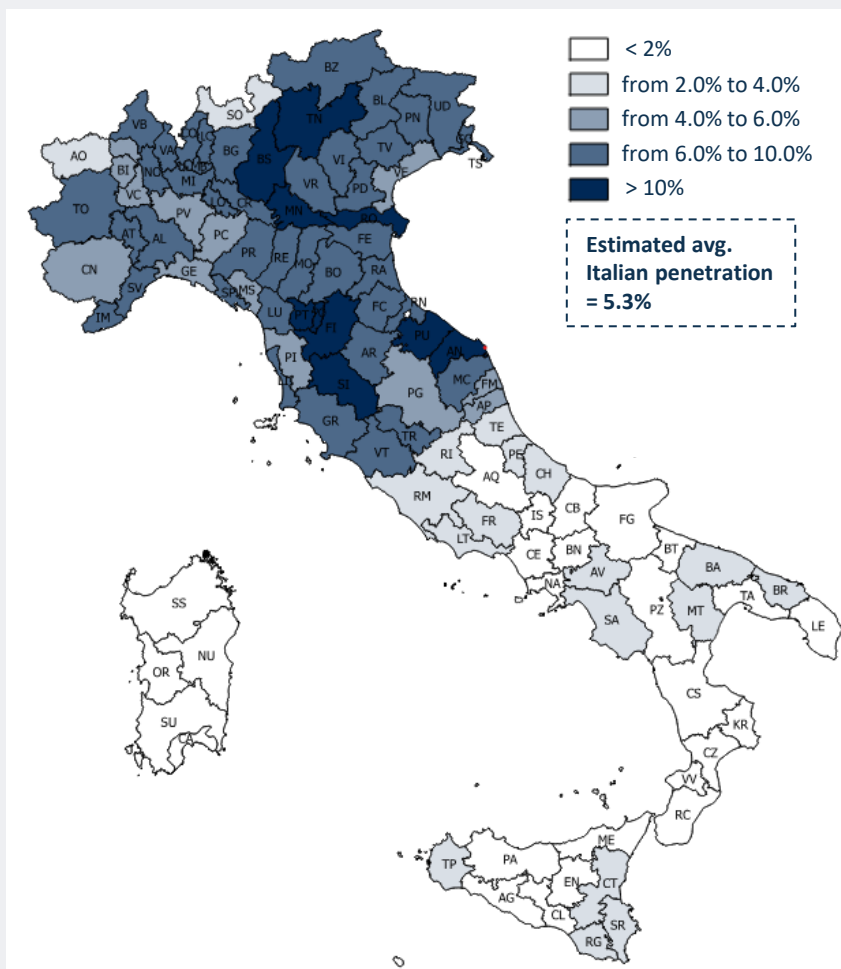 < 2%
from 2.0% to 4.0%
from 4.0% to 6.0%
from 6.0% to 10.0%
> 10%
Estimated avg.
Italian penetration
= 5.3%
BZ
SO
TN
BL
PN
UD
VB
AO
BI
VA
NO
BG
BS
VI
TV
VE
TS
VC
MI
VR
PD
TO
PV
LO
CR
MN
RO
AT
AL
PC
CN
GE
PR
RE
MO
FE
BO
RA
SV
IM
SP
MS
LU
PT
FI
FC
RN
PU
AN
PI
LI
AR
SI
MC
FM
AP
PG
GR
VT
TR
TE
RI
PE
AQ
CH
RM
FR
LT
IS
CB
FG
CE
BN
NA
AV
BT
BA
SA
PZ
MT
TA
BR
LE
SS
NU
OR
SU
CA
CS
KR
CZ
VV
RC
ME
TP
PA
AG
EN
CL
CT
SR
RG